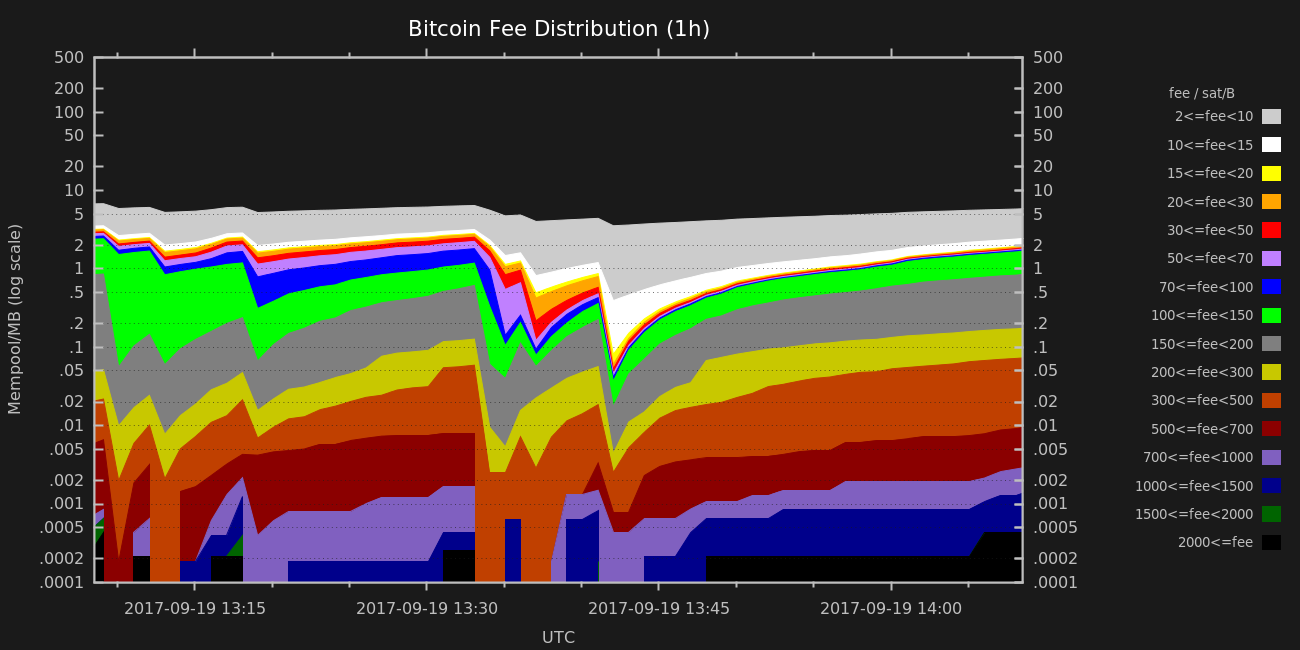 Bitcoin Fee Distribution (1h)
500
200
100
50
20
10
5
2
1
.5
.2
.1
.05
.02
.01
.005
.002
.001
.0005
.0002
.0001
Mempool/MB (log scale)
500
200
100
50
20
10
5
2
1
.5
.2
.1
.05
.02
.01
.005
.002
.001
.0005
.0002
.0001
2017-09-19 13:15
2017-09-19 13:30
2017-09-19 13:45
2017-09-19 14:00
UTC
fee / sat/B
2<=fee<10
10<=fee<15
15<=fee<20
20<=fee<30
30<=fee<50
50<=fee<70
70<=fee<100
100<=fee<150
150<=fee<200
200<=fee<300
300<=fee<500
500<=fee<700
700<=fee<1000
1000<=fee<1500
1500<=fee<2000
2000<=fee